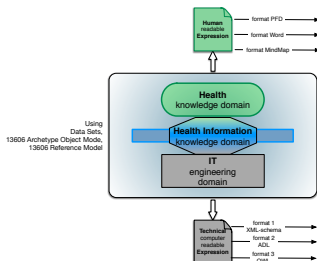 Human
readable
Expression
format PFD
format Word
format MindMap
Using
Data Sets,
13606 Archetype Object Mode,
13606 Reference Model
Health
knowledge domain
Health Information
knowledge domain
IT
engineering
domain
Technical
computer
readable
Expression
format 1
XML-schema
format 2
ADL
format 3
OWL